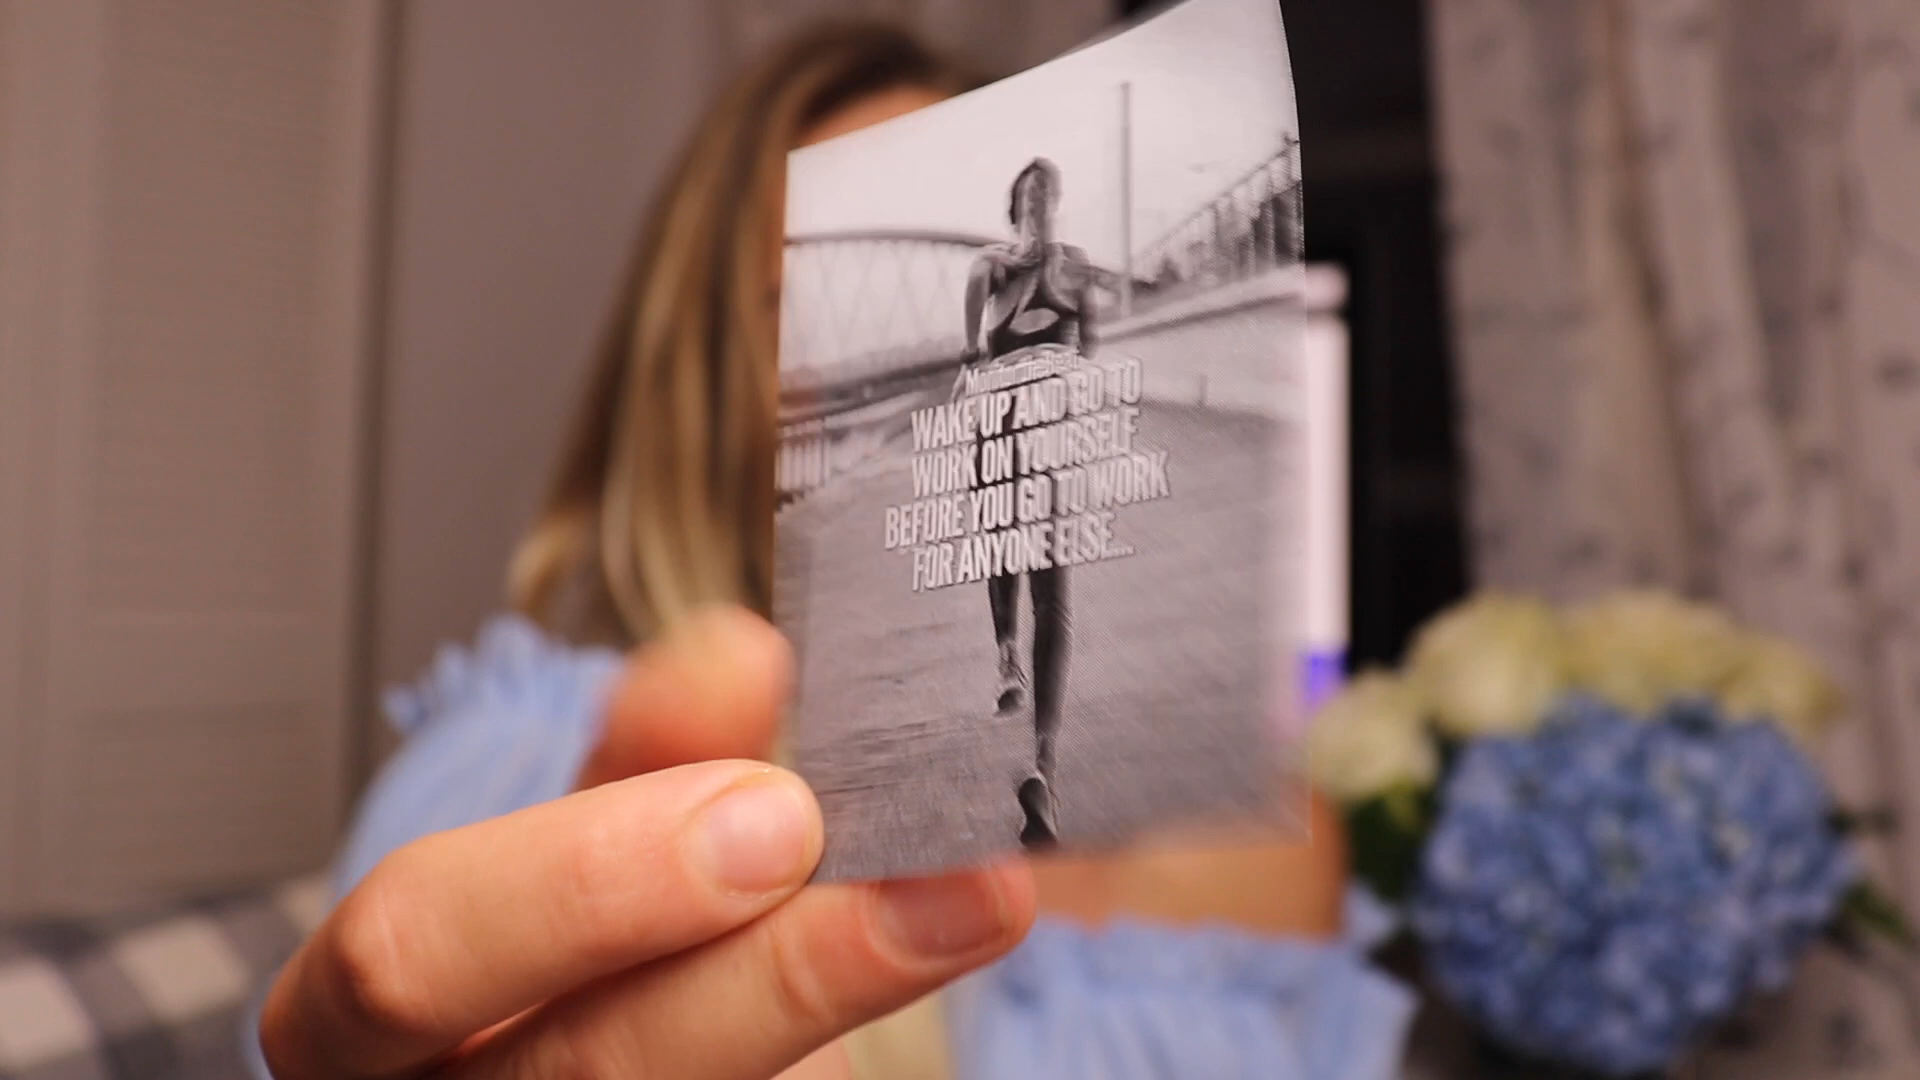 WAKE UP AND GO TO
WORK ON YOURSELF
BEFORE YOU GO TO WORK
FOR ANYONE ELSE...